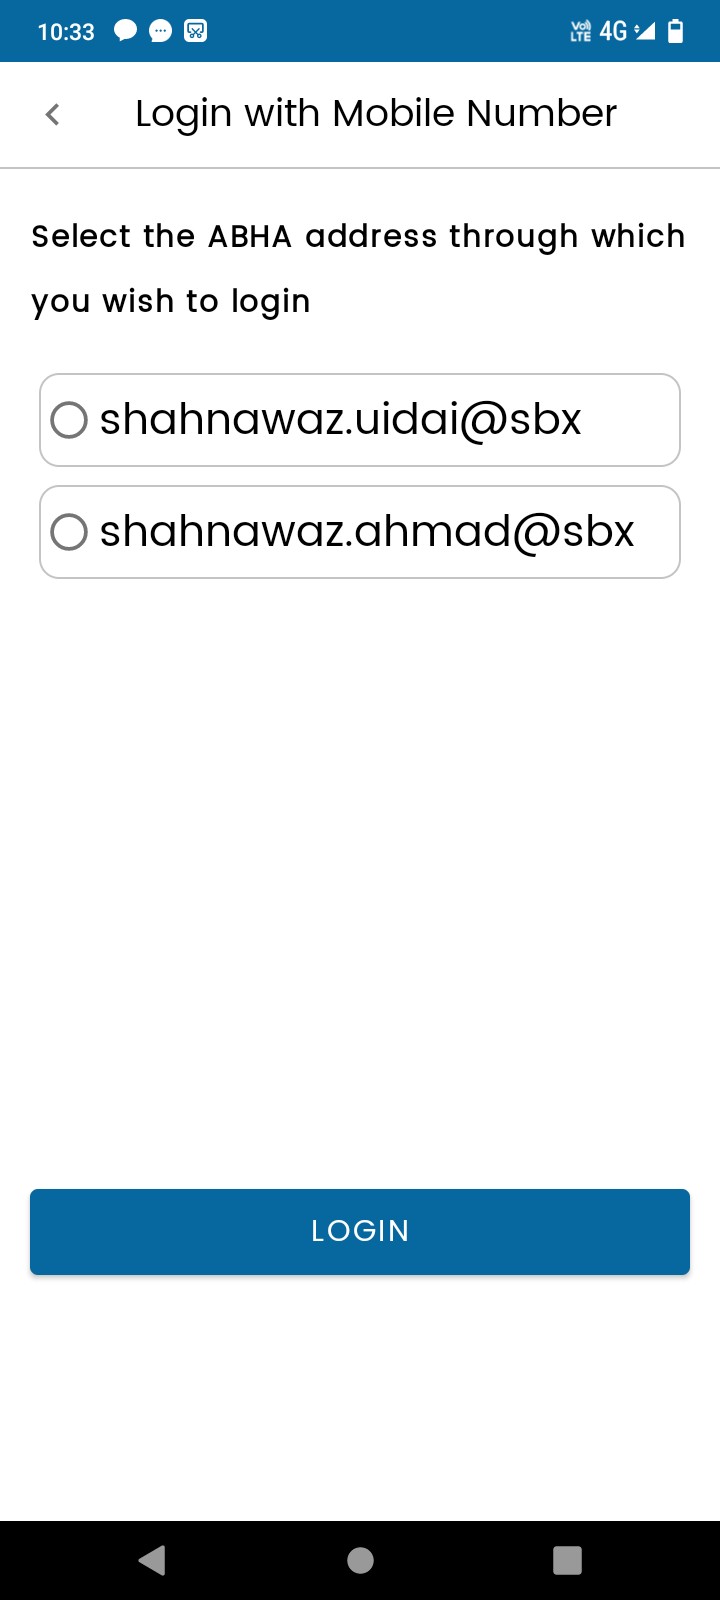 10:33 Vo) LTE 4G
Login with Mobile Number
Select the ABHA address through which
you wish to login
shahnawaz.uidai@sbx
shahnawaz.ahmad@sbx
LOGIN